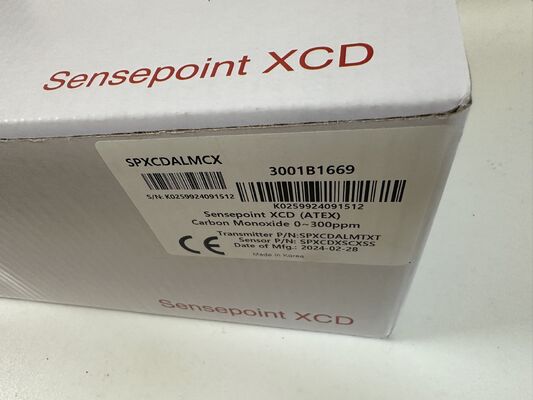 Sensepoint XCD
SPXCDALMCX
3001B1669
S/N: K0259924091512
K0259924091512
Sensepoint XCD (ATEX)
Carbon Monoxide 0~300ppm
Transmitter P/N:SPXCDALMTXT
Sensor P/N: SPXCDXSCXSS
Date of Mfg.: 2024-02-28
CE
Made in Korea
Sensepoint XCD